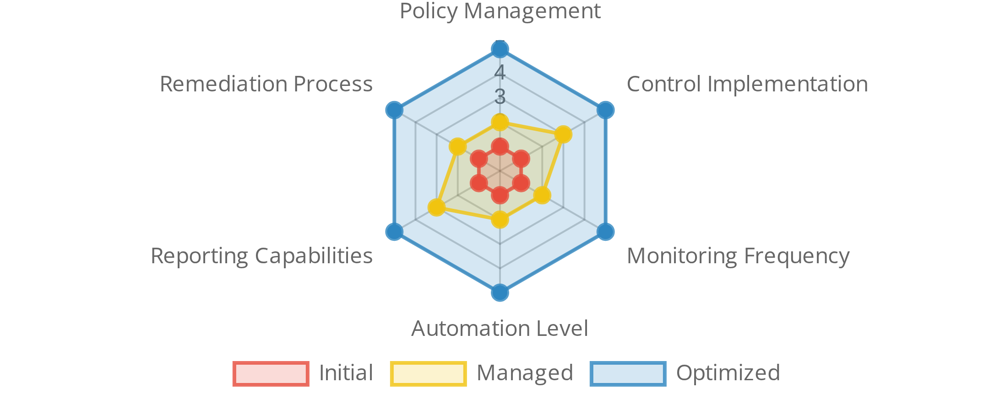 Policy Management
4
3
Remediation Process
Control Implementation
Reporting Capabilities
Monitoring Frequency
Automation Level
Initial
Managed
Optimized